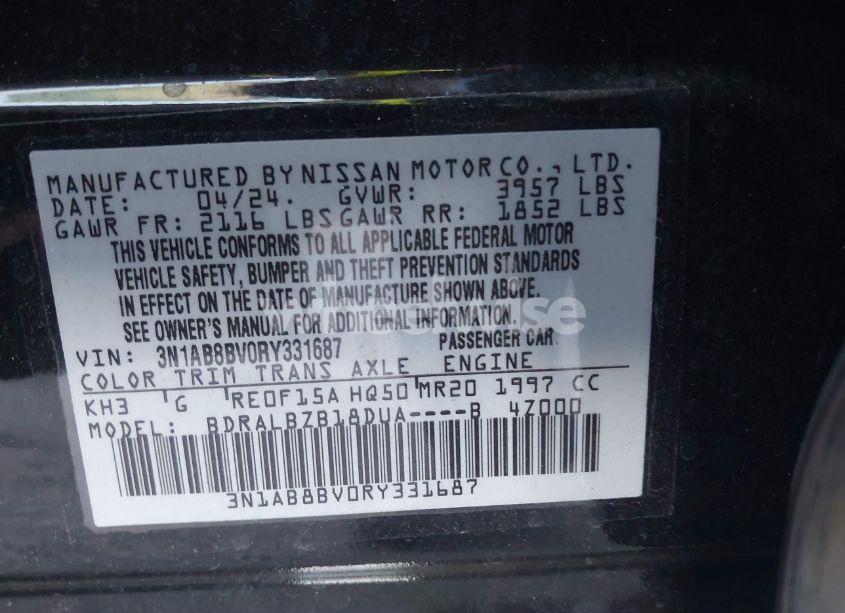 MANUFACTURED BY NISSAN MOTOR CO., LTD.
DATE: 04/24. GVWR: 3957 LBS
GAWR FR: 2116 LBS GAWR RR: 1852 LBS
THIS VEHICLE CONFORMS TO ALL APPLICABLE FEDERAL MOTOR
VEHICLE SAFETY, BUMPER AND THEFT PREVENTION STANDARDS
IN EFFECT ON THE DATE OF MANUFACTURE SHOWN ABOVE.
SEE OWNER'S MANUAL FOR ADDITIONAL INFORMATION.
VIN: 3N1AB8BV0RY331687 PASSENGER CAR.
COLOR TRIM TRANS AXLE ENGINE
KH3 G RE0F15A HQ50 MR20 1997 CC
MODEL: BDRALBZB18DUA----B 4Z000
3N1AB8BV0RY331687